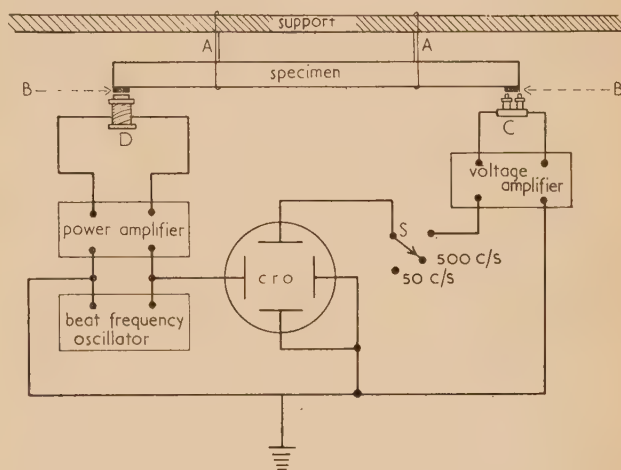 support
A
A
specimen
B
B
D
C
voltage
amplifier
power amplifier
S
500 C/S
50 C/S
cro
beat frequency
oscillator